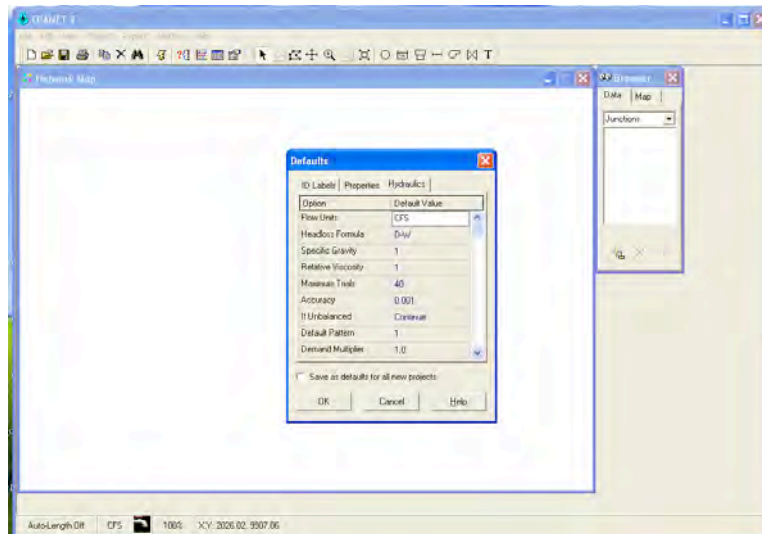 EPANET 2
T
Network Map
Browser
Data Map
Junctions
Defaults
ID Labels Properties Hydraulics
Option Default Value
Flow Units CFS
Headloss Formula D-W
Specific Gravity 1
Relative Viscosity 1
Maximum Trials 40
Accuracy 0.001
If Unbalanced Continue
Default Pattern 1
Demand Multiplier 1.0
Save as defaults for all new projects
OK Cancel Help
Auto-Length Off CFS 100% X,Y: 2026.02, 9907.06